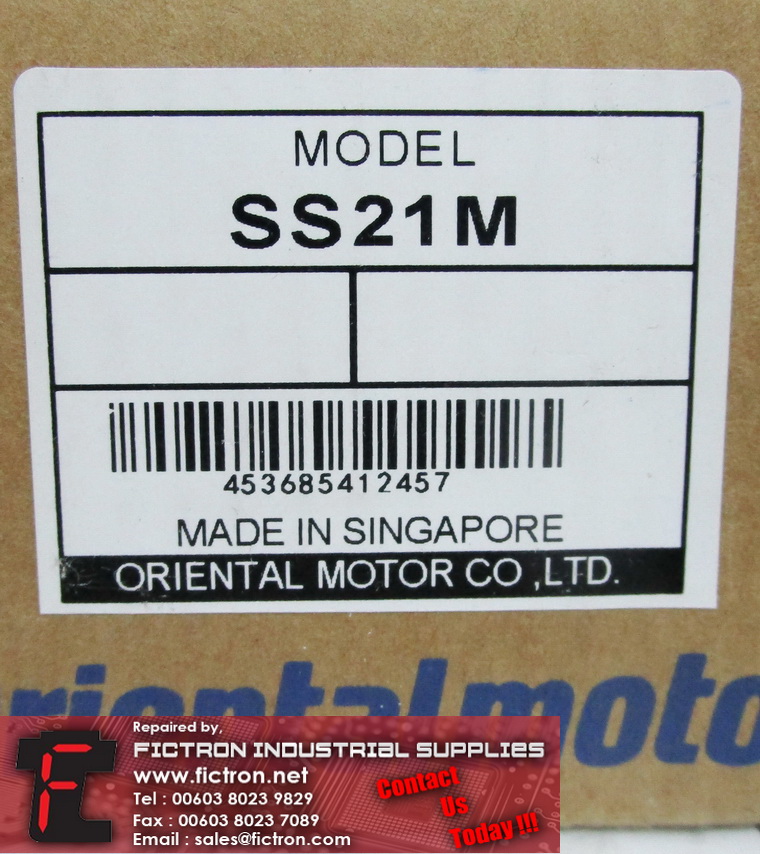 MODEL
SS21M
453685412457
MADE IN SINGAPORE
ORIENTAL MOTOR CO ,LTD.
orientalmoto
Repaired by,
FICTRON INDUSTRIAL SUPPLIES
www.fictron.net
Tel : 00603 8023 9829
Fax : 00603 8023 7089
Email : sales@fictron.com
Contact
Us
Today !!!